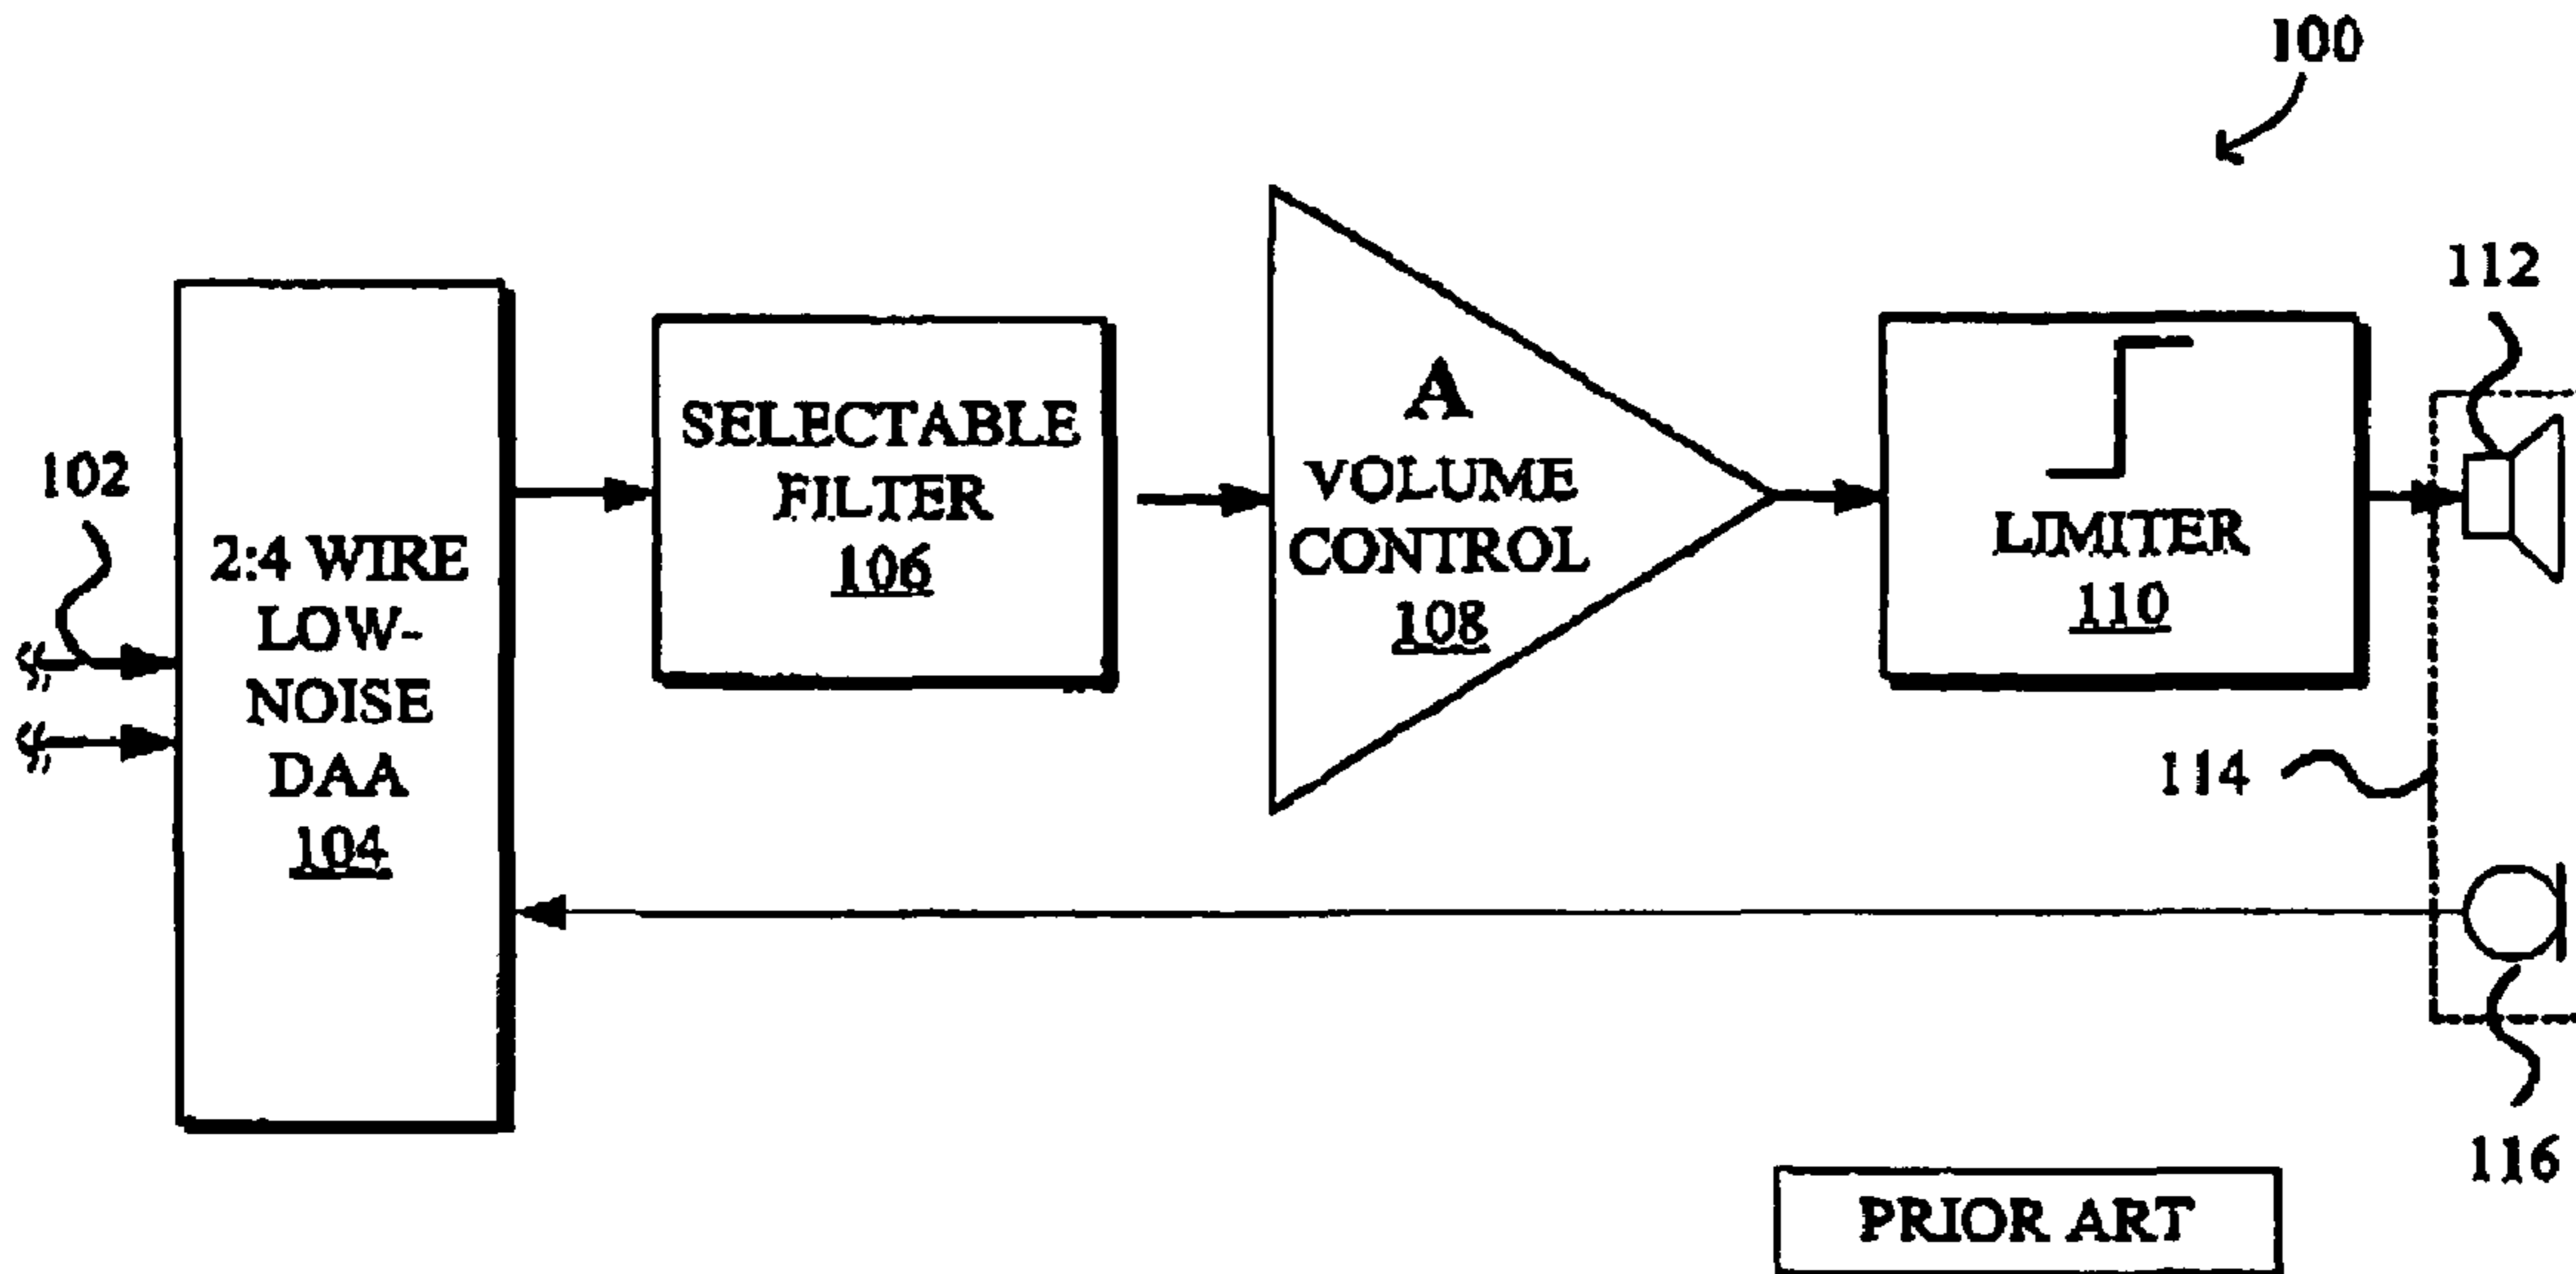 100
112
102
2:4 WIRE
LOW-
NOISE
DAA
104
SELECTABLE
FILTER
106
A
VOLUME
CONTROL
108
LIMITER
110
114
116
PRIOR ART